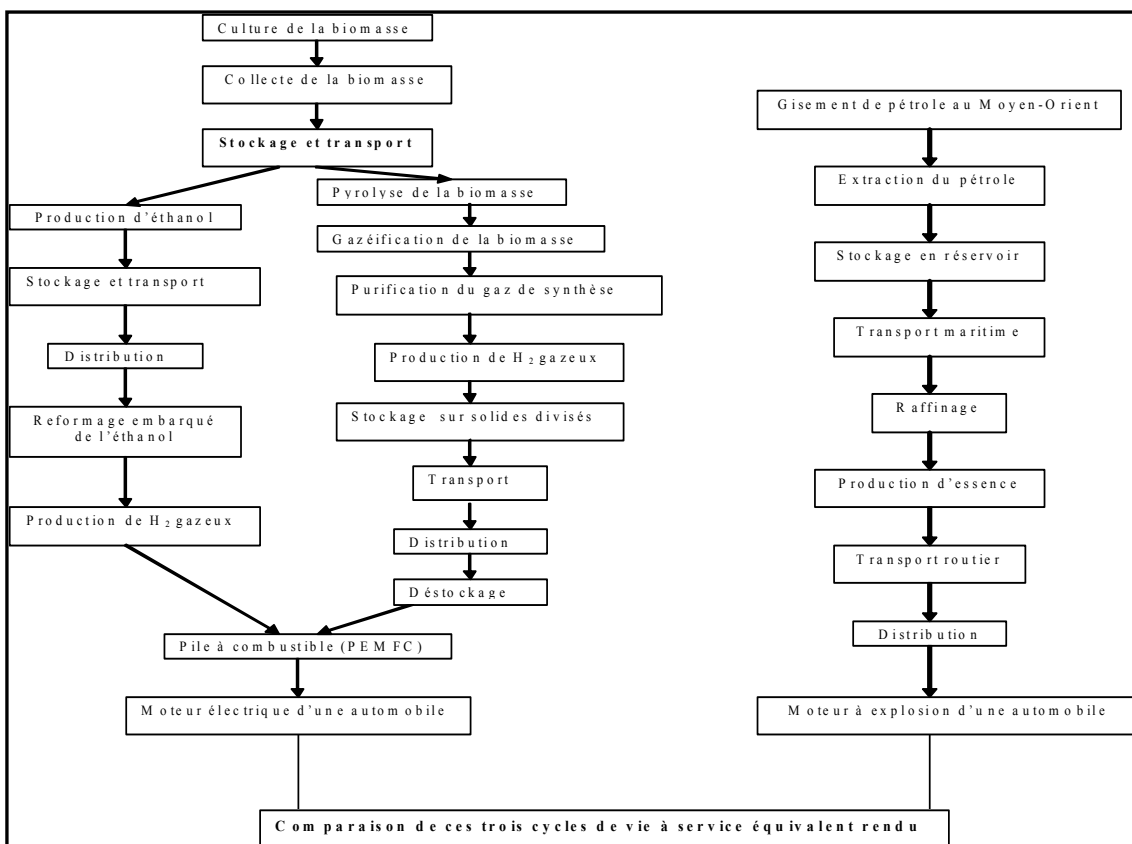 Culture de la biomasse
Collecte de la biomasse
Stockage et transport
Production d'éthanol
Stockage et transport
Distribution
Reformage embarqué
de l'éthanol
Production de H₂ gazeux
Pyrolyse de la biomasse
Gazéification de la biomasse
Purification du gaz de synthèse
Production de H₂ gazeux
Stockage sur solides divisés
Transport
Distribution
Déstockage
Pile à combustible (PEMFC)
Moteur électrique d'une automobile
Gisement de pétrole au Moyen-Orient
Extraction du pétrole
Stockage en réservoir
Transport maritime
Raffinage
Production d'essence
Transport routier
Distribution
Moteur à explosion d'une automobile
Comparaison de ces trois cycles de vie à service équivalent rendu